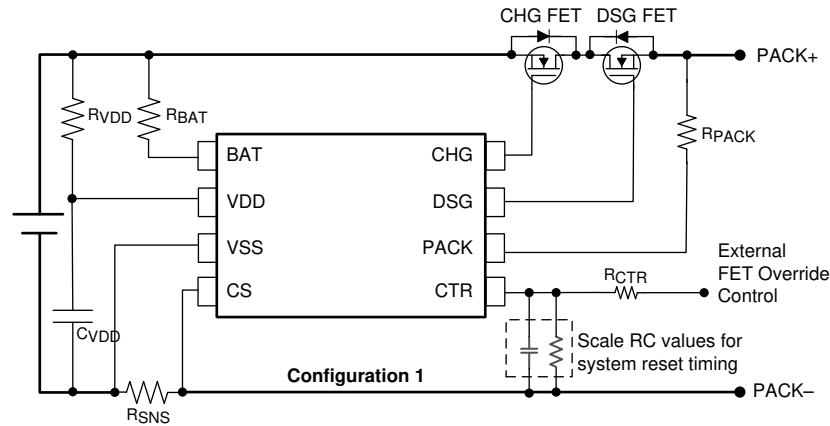 CHG FET
DSG FET
PACK+
RVDD
RBAT
RPACK
BAT
CHG
VDD
DSG
VSS
PACK
CS
CTR
External
FET Override
Control
RCTR
CVDD
Scale RC values for
system reset timing
Configuration 1
RSNS
PACK–